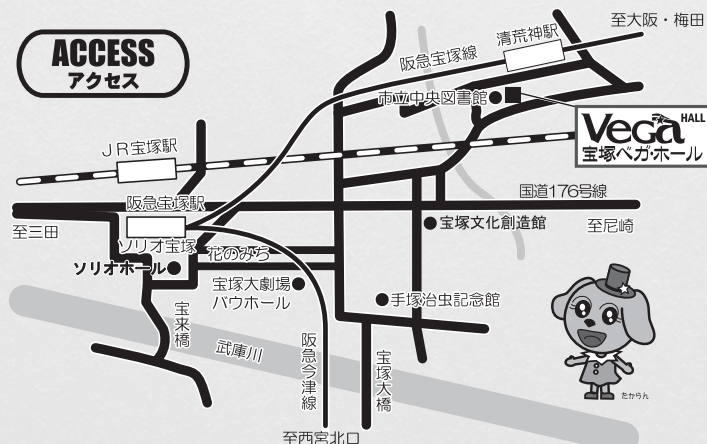 ACCESS
アクセス
至大阪・梅田
清荒神駅
阪急宝塚線
市立中央図書館
Vega HALL
宝塚ベガ・ホール
JR宝塚駅
国道176号線
阪急宝塚駅
至三田
ソリオ宝塚
花のみち
宝塚文化創造館
至尼崎
ソリオホール
宝塚大劇場
バウホール
手塚治虫記念館
宝来橋
武庫川
阪急今津線
宝塚大橋
たからん
至西宮北口